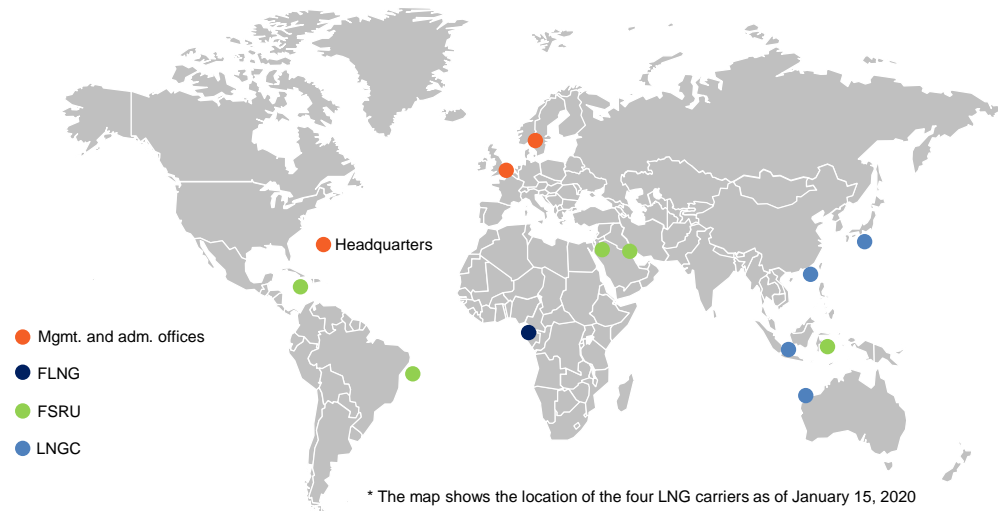 Headquarters
Mgmt. and adm. offices
FLNG
FSRU
LNGC
* The map shows the location of the four LNG carriers as of January 15, 2020